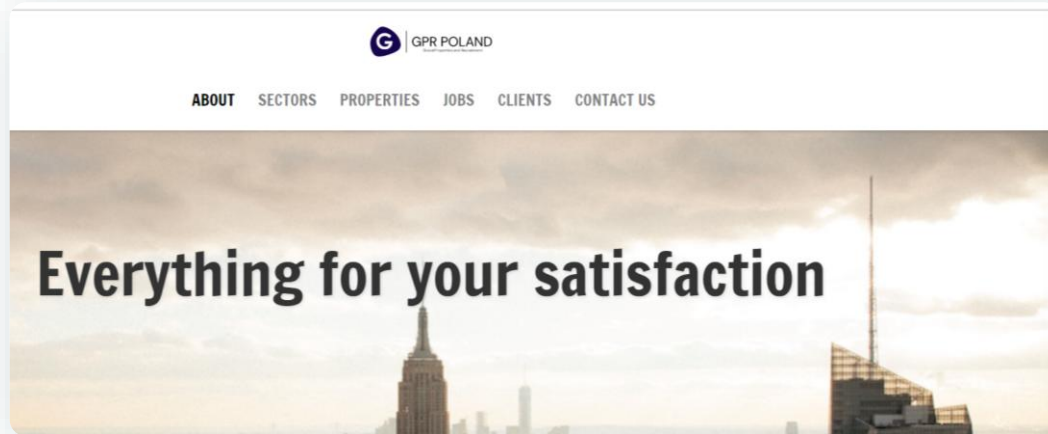 G
GPR POLAND
ABOUT SECTORS PROPERTIES JOBS CLIENTS CONTACT US
Everything for your satisfaction